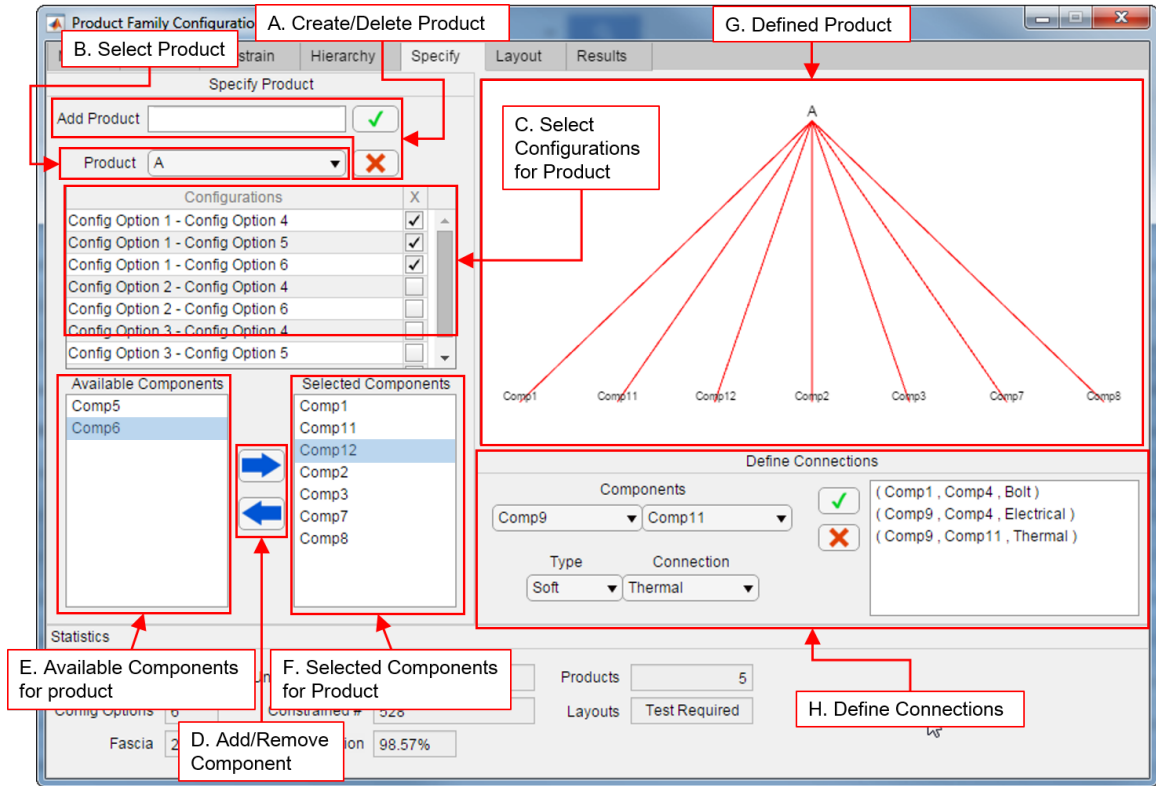 Product Family Configuratio
A. Create/Delete Product
G. Defined Product
B. Select Product
strain
Hierarchy
Specify
Layout
Results
Specify Product
Add Product
Product
A
C. Select
Configurations
for Product
Configurations X
Config Option 1 - Config Option 4
Config Option 1 - Config Option 5
Config Option 1 - Config Option 6
Config Option 2 - Config Option 4
Config Option 2 - Config Option 6
Config Option 3 - Config Option 4
Config Option 3 - Config Option 5
A
Comp1 Comp11 Comp12 Comp2 Comp3 Comp7 Comp8
Available Components
Comp5
Comp6
Selected Components
Comp1
Comp11
Comp12
Comp2
Comp3
Comp7
Comp8
Define Connections
Components
Comp9
Comp11
Type
Connection
Soft
Thermal
( Comp1 , Comp4 , Bolt )
( Comp9 , Comp4 , Electrical )
( Comp9 , Comp11 , Thermal )
Statistics
E. Available Components
for product
F. Selected Components
for Product
D. Add/Remove
Component
H. Define Connections
Products 5
Config Options 6
Constrained # 528
Layouts Test Required
Fascia 2
ion 98.57%